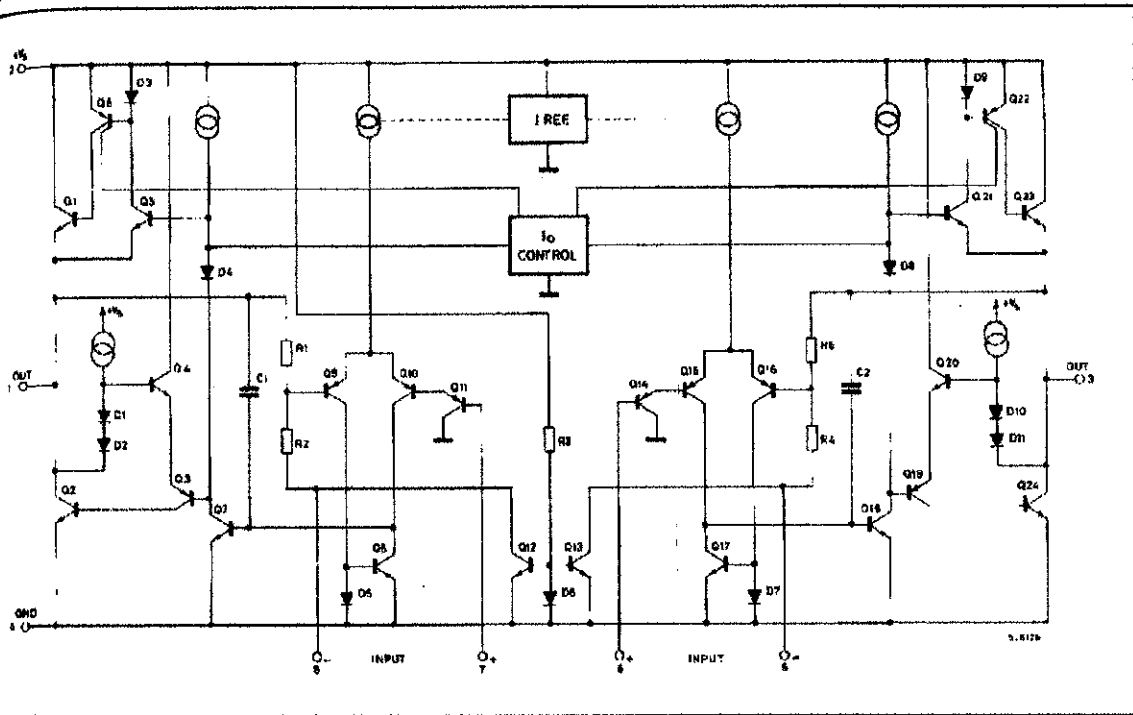 +Vs
2
D3
D9
Q5
Q22
I REF
Q1
Q3
Q21
Q23
Io
CONTROL
D4
D8
+Vs
+Vs
R1
R5
OUT
1
Q4
C1
Q9
Q10
Q11
Q14
Q15
Q16
C2
Q20
OUT
3
D1
D2
R2
R3
R4
D10
D11
Q2
Q3
Q7
Q19
Q18
Q24
Q8
Q12
Q13
Q17
D5
D6
D7
GND
4
8
-
INPUT
7
+
6
+
INPUT
5
-